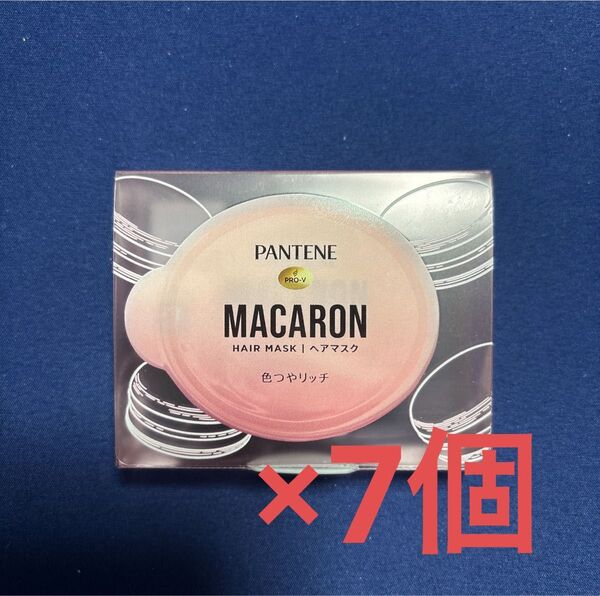 PANTENE
PRO-V
MACARON
HAIR MASK | ヘアマスク
色つやリッチ
×7個